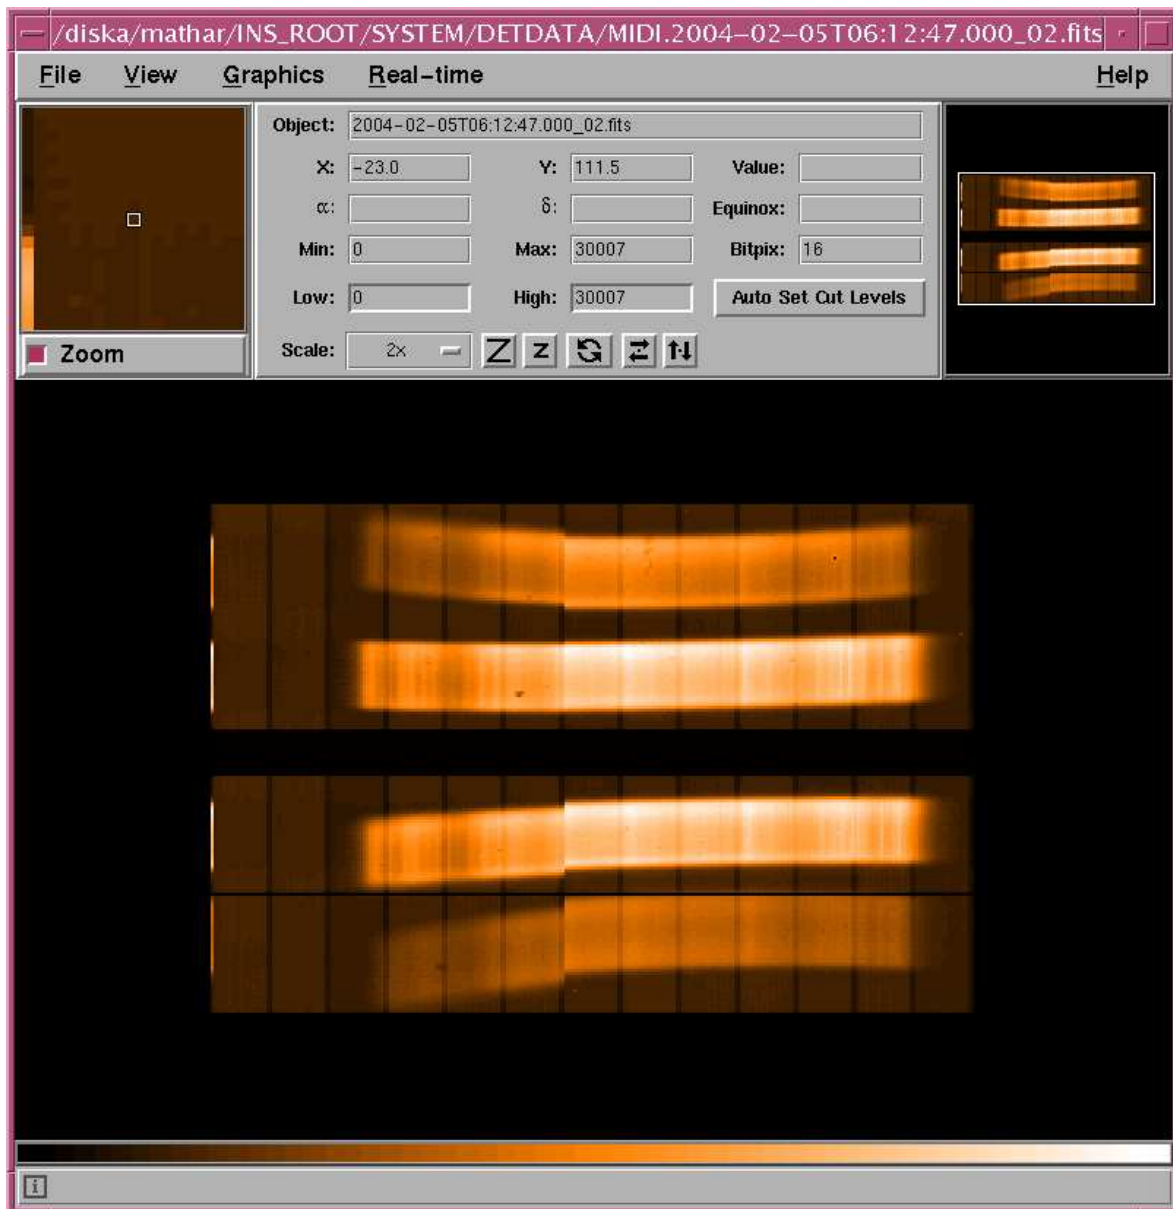 /diska/mathar/INS_ROOT/SYSTEM/DETDATA/MIDI.2004–02–05T06:12:47.000_02.fits
File View Graphics Real–time Help
Object: 2004–02–05T06:12:47.000_02.fits
X: –23.0 Y: 111.5 Value:
α: δ: Equinox:
Min: 0 Max: 30007 Bitpix: 16
Low: 0 High: 30007 Auto Set Cut Levels
Scale: 2x Z z
Zoom
i